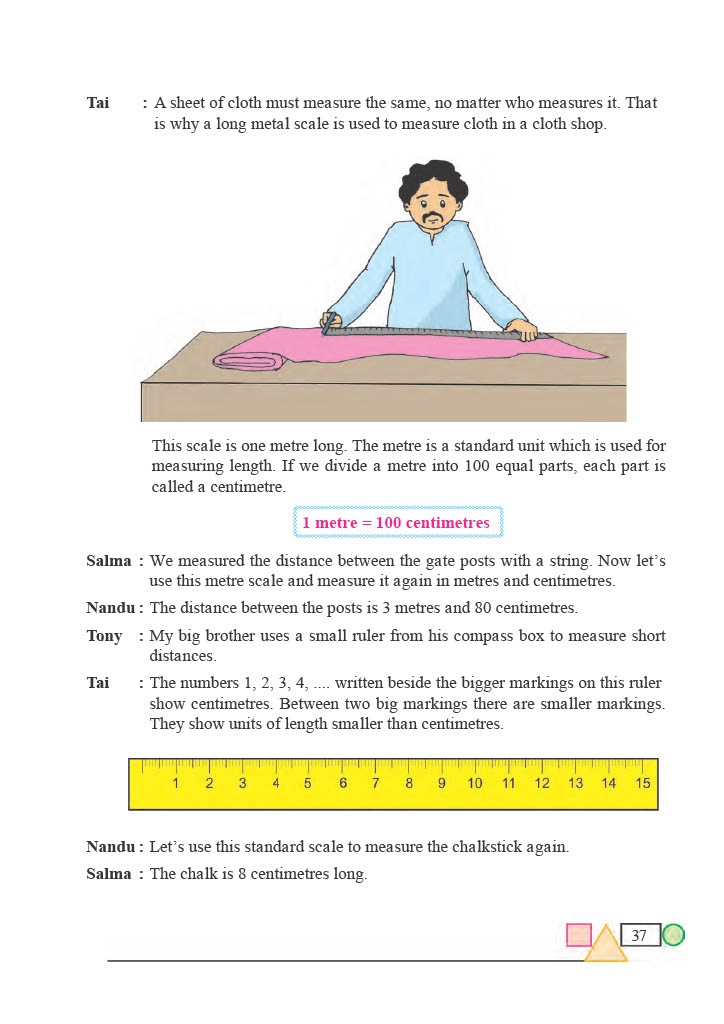 Tai : A sheet of cloth must measure the same, no matter who measures it. That
is why a long metal scale is used to measure cloth in a cloth shop.
This scale is one metre long. The metre is a standard unit which is used for
measuring length. If we divide a metre into 100 equal parts, each part is
called a centimetre.
1 metre = 100 centimetres
Salma : We measured the distance between the gate posts with a string. Now let’s
use this metre scale and measure it again in metres and centimetres.
Nandu : The distance between the posts is 3 metres and 80 centimetres.
Tony : My big brother uses a small ruler from his compass box to measure short
distances.
Tai : The numbers 1, 2, 3, 4, .... written beside the bigger markings on this ruler
show centimetres. Between two big markings there are smaller markings.
They show units of length smaller than centimetres.
1 2 3 4 5 6 7 8 9 10 11 12 13 14 15
Nandu : Let’s use this standard scale to measure the chalkstick again.
Salma : The chalk is 8 centimetres long.
37